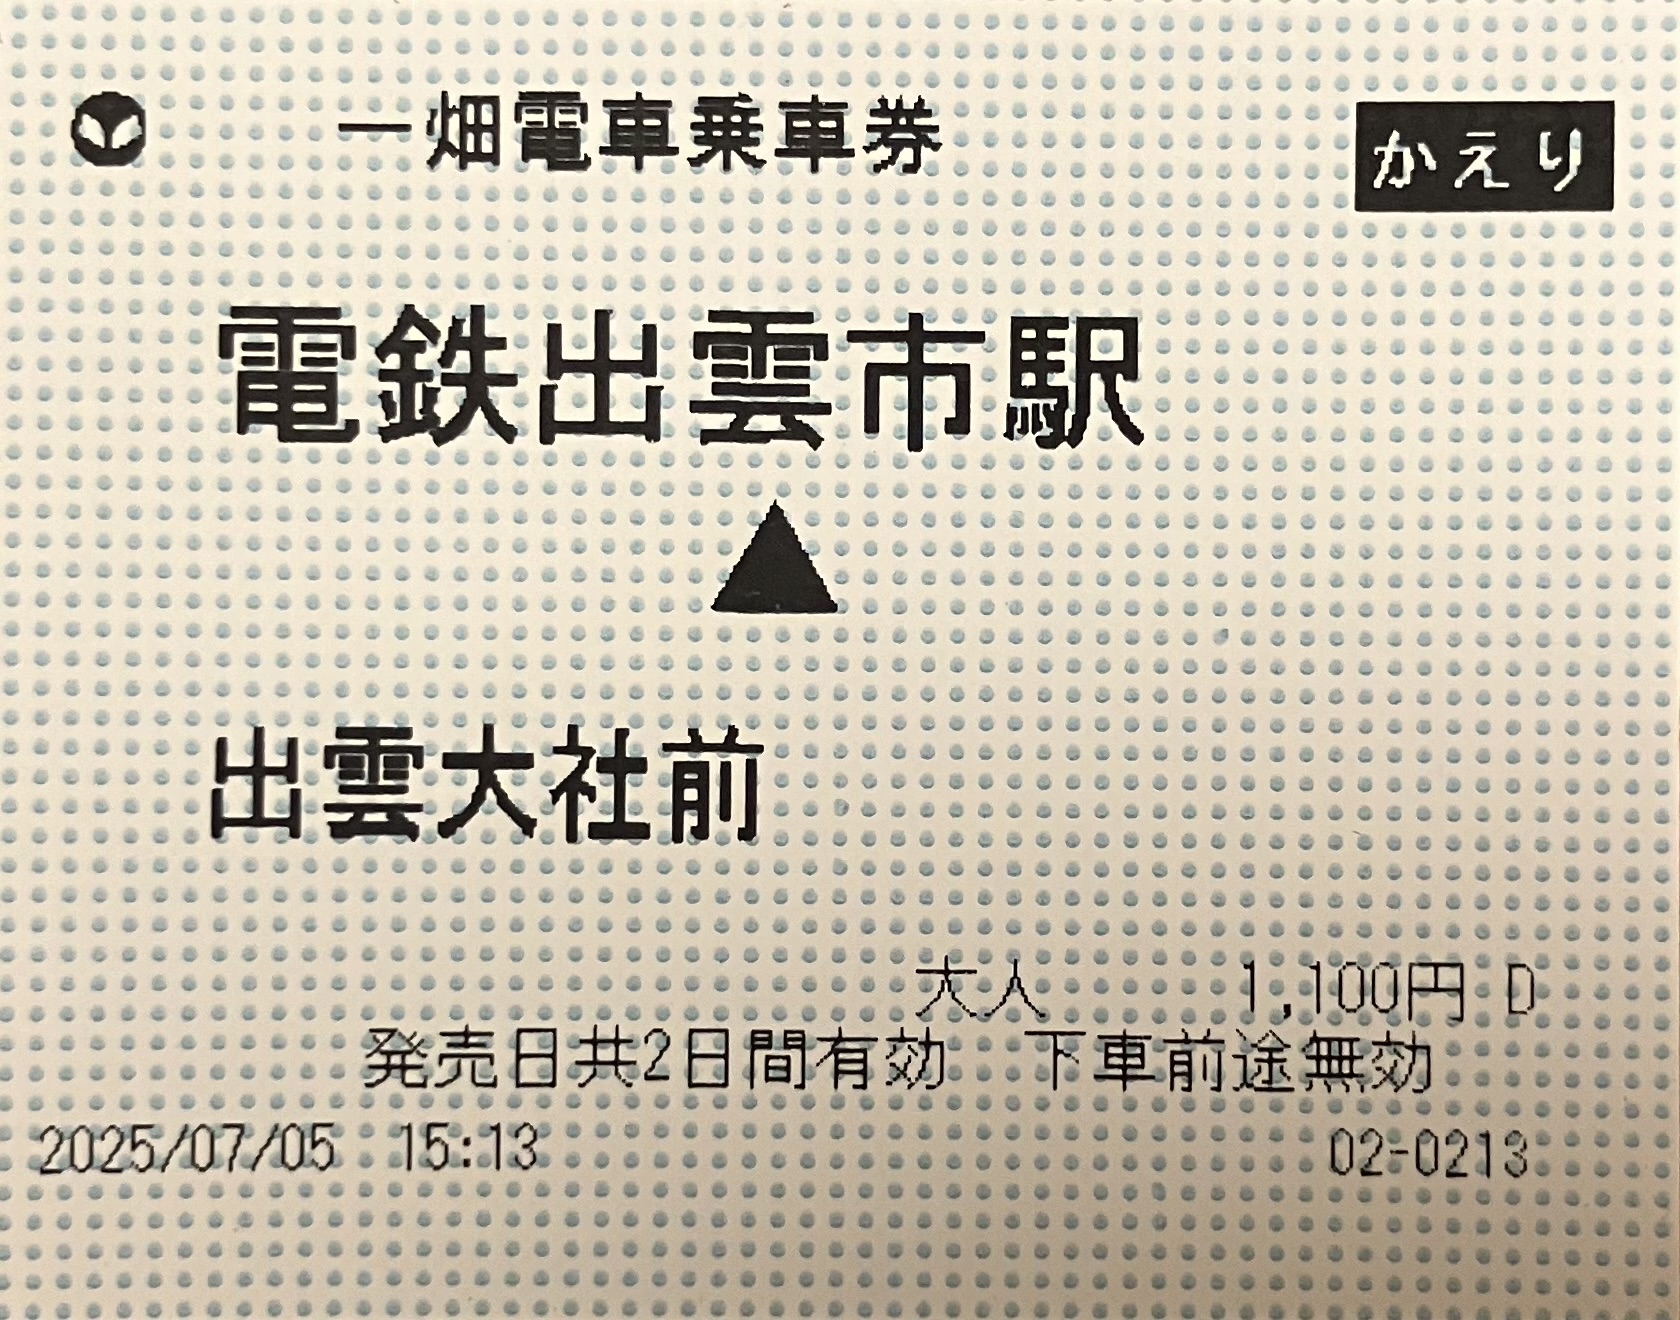 一畑電車乗車券 かえり
電鉄出雲市駅
▲
出雲大社前
大人 1,100円 D
発売日共2日間有効 下車前途無効
2025/07/05 15:13 02-0213